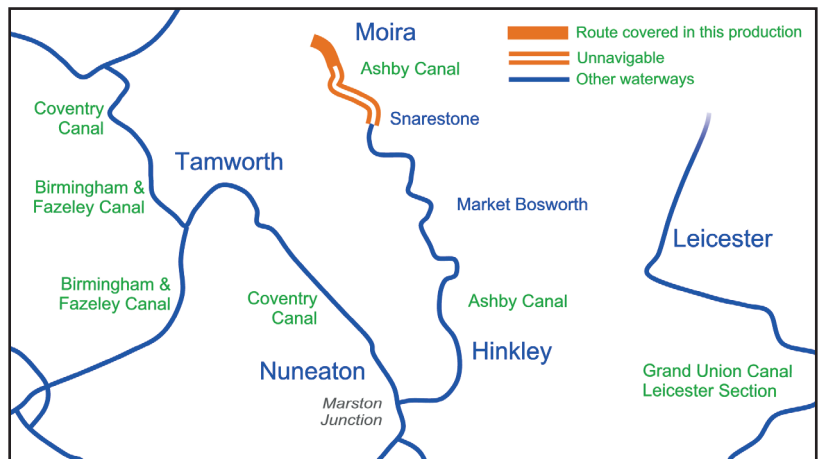 Moira
Route covered in this production
Unnavigable
Other waterways
Ashby Canal
Coventry
Canal
Snarestone
Tamworth
Birmingham &
Fazeley Canal
Market Bosworth
Leicester
Birmingham &
Fazeley Canal
Coventry
Canal
Ashby Canal
Hinkley
Nuneaton
Grand Union Canal
Leicester Section
Marston
Junction